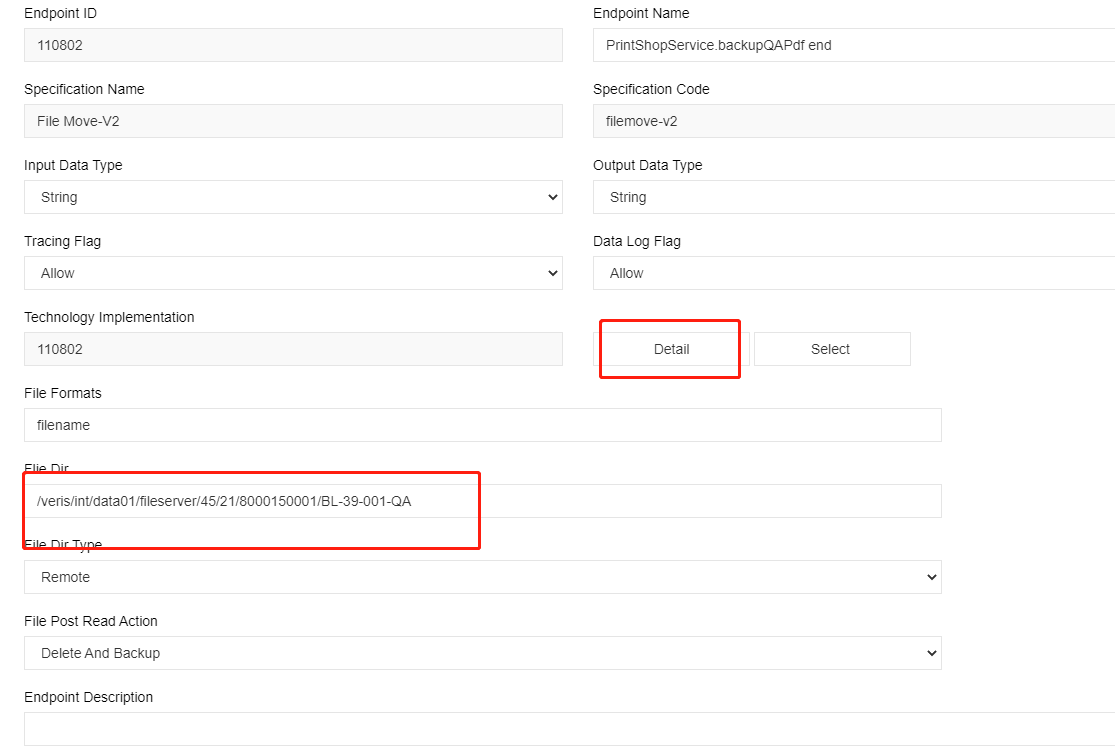 Endpoint ID
Endpoint Name
110802
PrintShopService.backupQAPdf end
Specification Name
Specification Code
File Move-V2
filemove-v2
Input Data Type
Output Data Type
String
String
Tracing Flag
Data Log Flag
Allow
Allow
Technology Implementation
110802
Detail
Select
File Formats
filename
File Dir
/veris/int/data01/fileserver/45/21/8000150001/BL-39-001-QA
File Dir Type
Remote
File Post Read Action
Delete And Backup
Endpoint Description